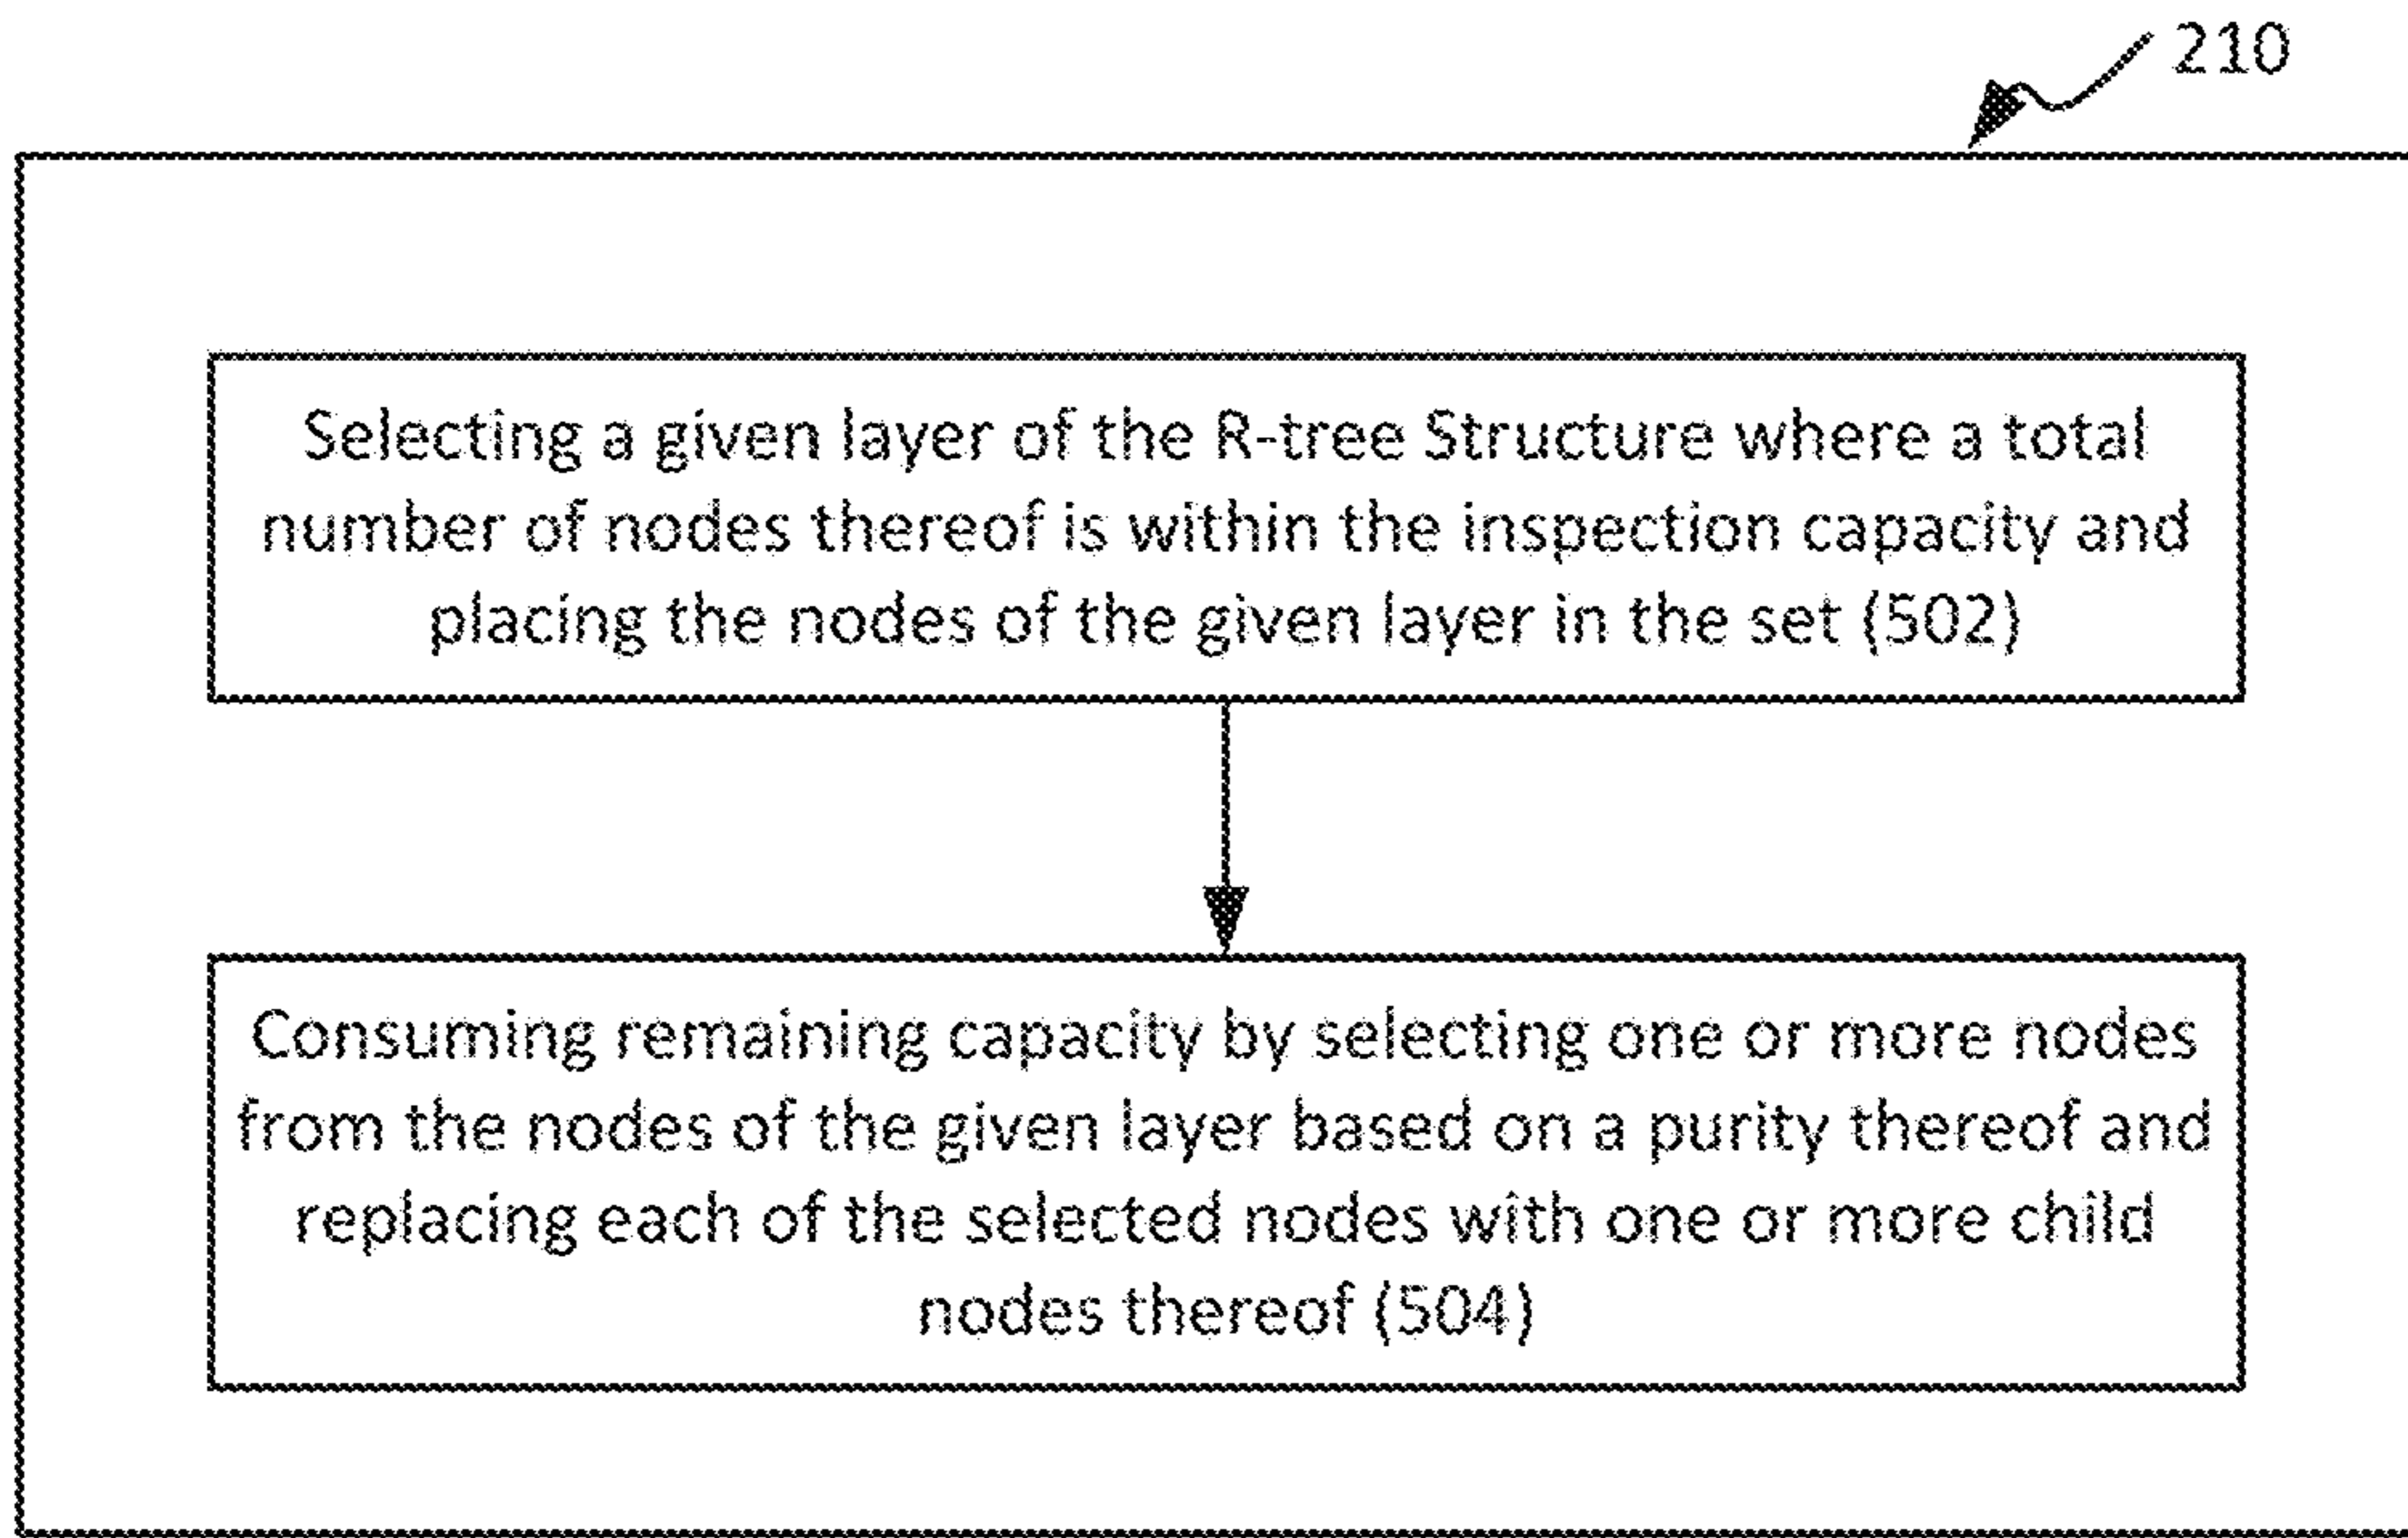 210
Selecting a given layer of the R-tree Structure where a total
number of nodes thereof is within the inspection capacity and
placing the nodes of the given layer in the set (502)
Consuming remaining capacity by selecting one or more nodes
from the nodes of the given layer based on a purity thereof and
replacing each of the selected nodes with one or more child
nodes thereof (504)